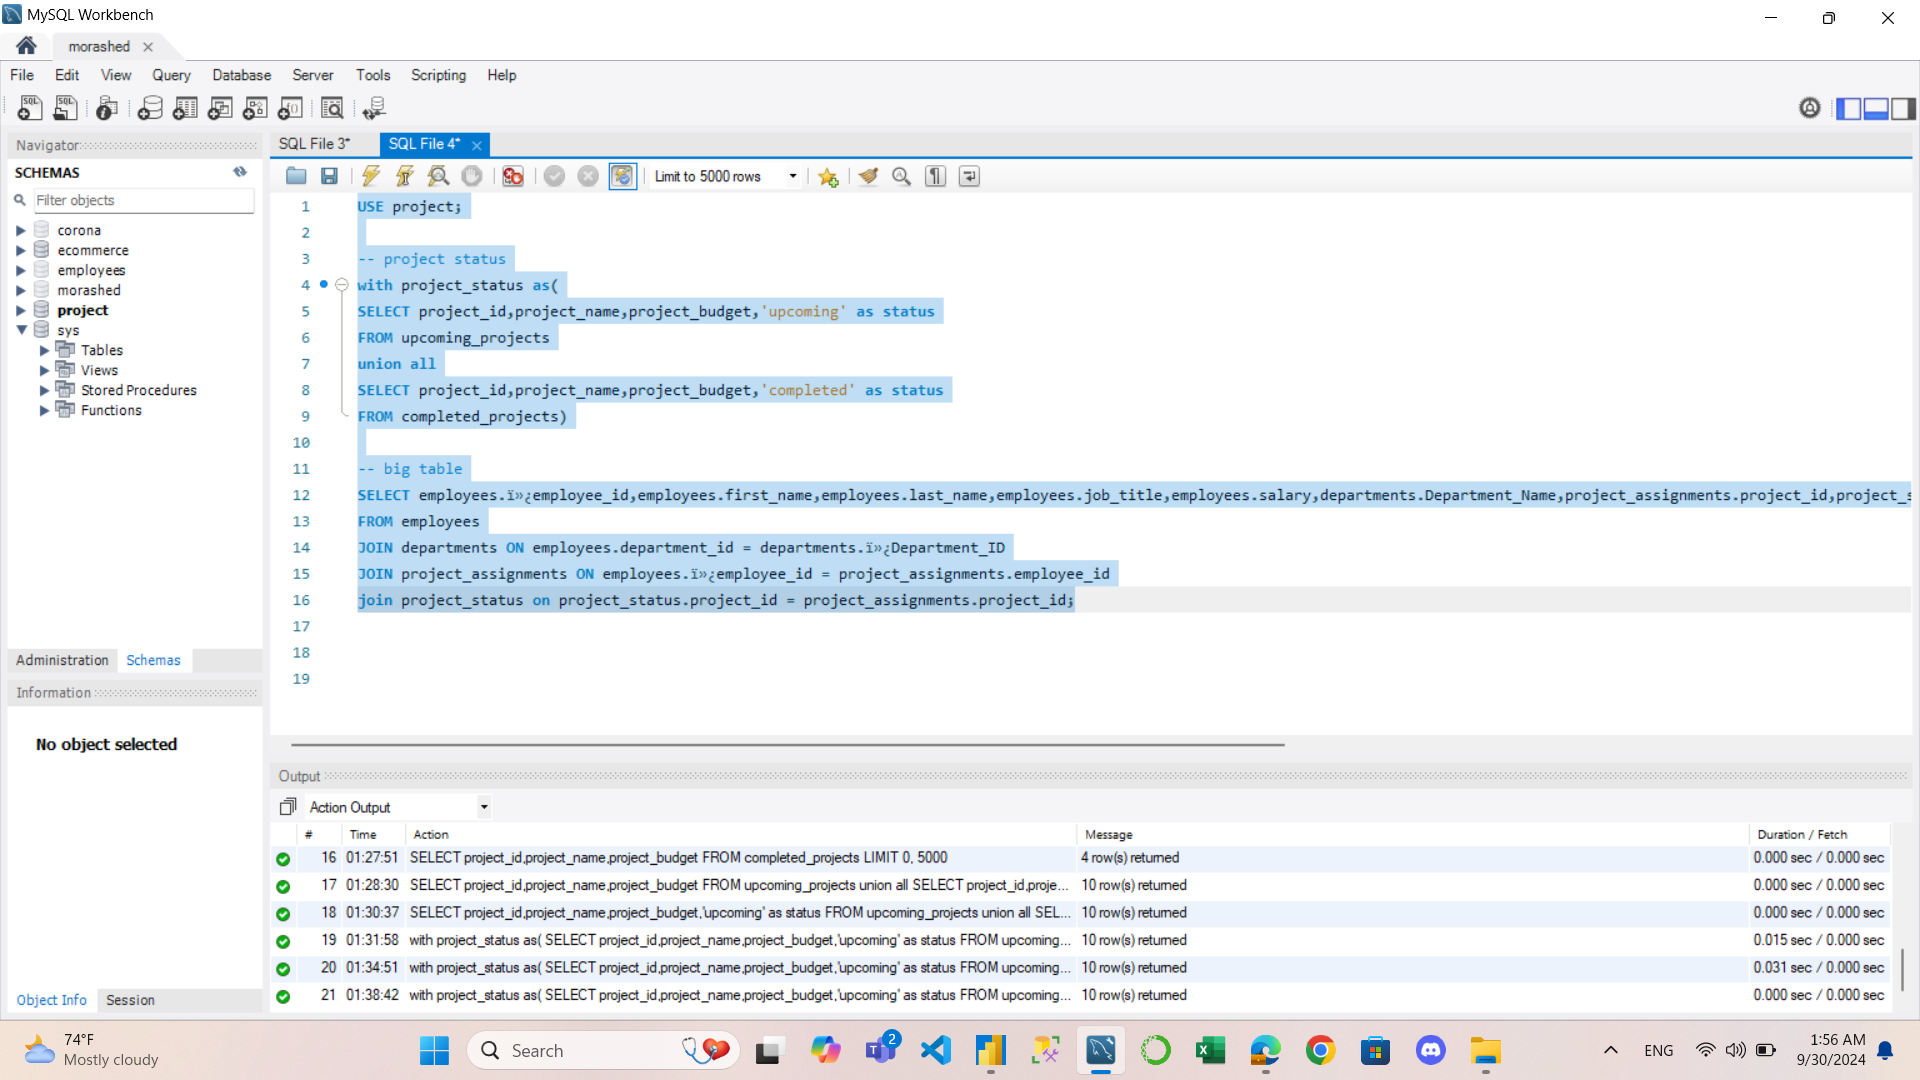 MySQL Workbench
morashed
File Edit View Query Database Server Tools Scripting Help
Navigator
SCHEMAS
Filter objects
corona
ecommerce
employees
morashed
project
sys
Tables
Views
Stored Procedures
Functions
Administration Schemas
Information
No object selected
Object Info Session
SQL File 3* SQL File 4*
Limit to 5000 rows
1 USE project;
2
3 -- project status
4 with project_status as(
5 SELECT project_id,project_name,project_budget,'upcoming' as status
6 FROM upcoming_projects
7 union all
8 SELECT project_id,project_name,project_budget,'completed' as status
9 FROM completed_projects)
10
11 -- big table
12 SELECT employees.ï»¿employee_id,employees.first_name,employees.last_name,employees.job_title,employees.salary,departments.Department_Name,project_assignments.project_id,project_s
13 FROM employees
14 JOIN departments ON employees.department_id = departments.ï»¿Department_ID
15 JOIN project_assignments ON employees.ï»¿employee_id = project_assignments.employee_id
16 join project_status on project_status.project_id = project_assignments.project_id;
17
18
19
Output
Action Output
# Time Action Message Duration / Fetch
16 01:27:51 SELECT project_id,project_name,project_budget FROM completed_projects LIMIT 0, 5000 4 row(s) returned 0.000 sec / 0.000 sec
17 01:28:30 SELECT project_id,project_name,project_budget FROM upcoming_projects union all SELECT project_id,proje... 10 row(s) returned 0.000 sec / 0.000 sec
18 01:30:37 SELECT project_id,project_name,project_budget,'upcoming' as status FROM upcoming_projects union all SEL... 10 row(s) returned 0.000 sec / 0.000 sec
19 01:31:58 with project_status as( SELECT project_id,project_name,project_budget,'upcoming' as status FROM upcoming... 10 row(s) returned 0.015 sec / 0.000 sec
20 01:34:51 with project_status as( SELECT project_id,project_name,project_budget,'upcoming' as status FROM upcoming... 10 row(s) returned 0.031 sec / 0.000 sec
21 01:38:42 with project_status as( SELECT project_id,project_name,project_budget,'upcoming' as status FROM upcoming... 10 row(s) returned 0.000 sec / 0.000 sec
74°F
Mostly cloudy
Search
2
ENG
1:56 AM
9/30/2024